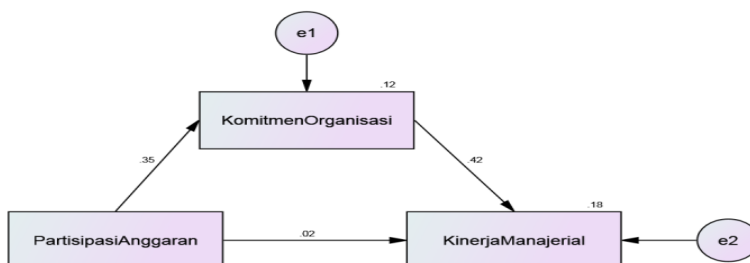 e1
.12
KomitmenOrganisasi
.35
.42
.18
PartisipasiAnggaran
.02
KinerjaManajerial
e2